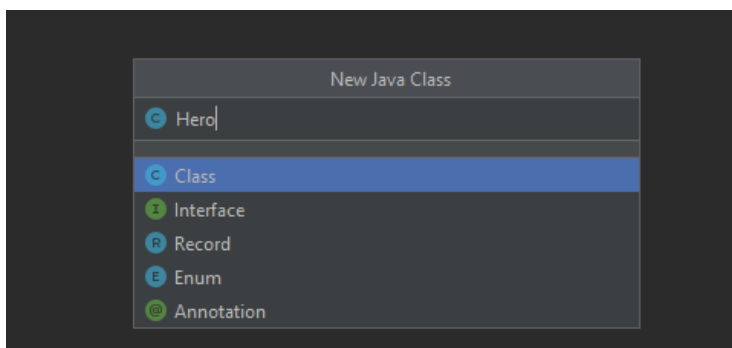 New Java Class
C Hero
C Class
I Interface
R Record
E Enum
@ Annotation